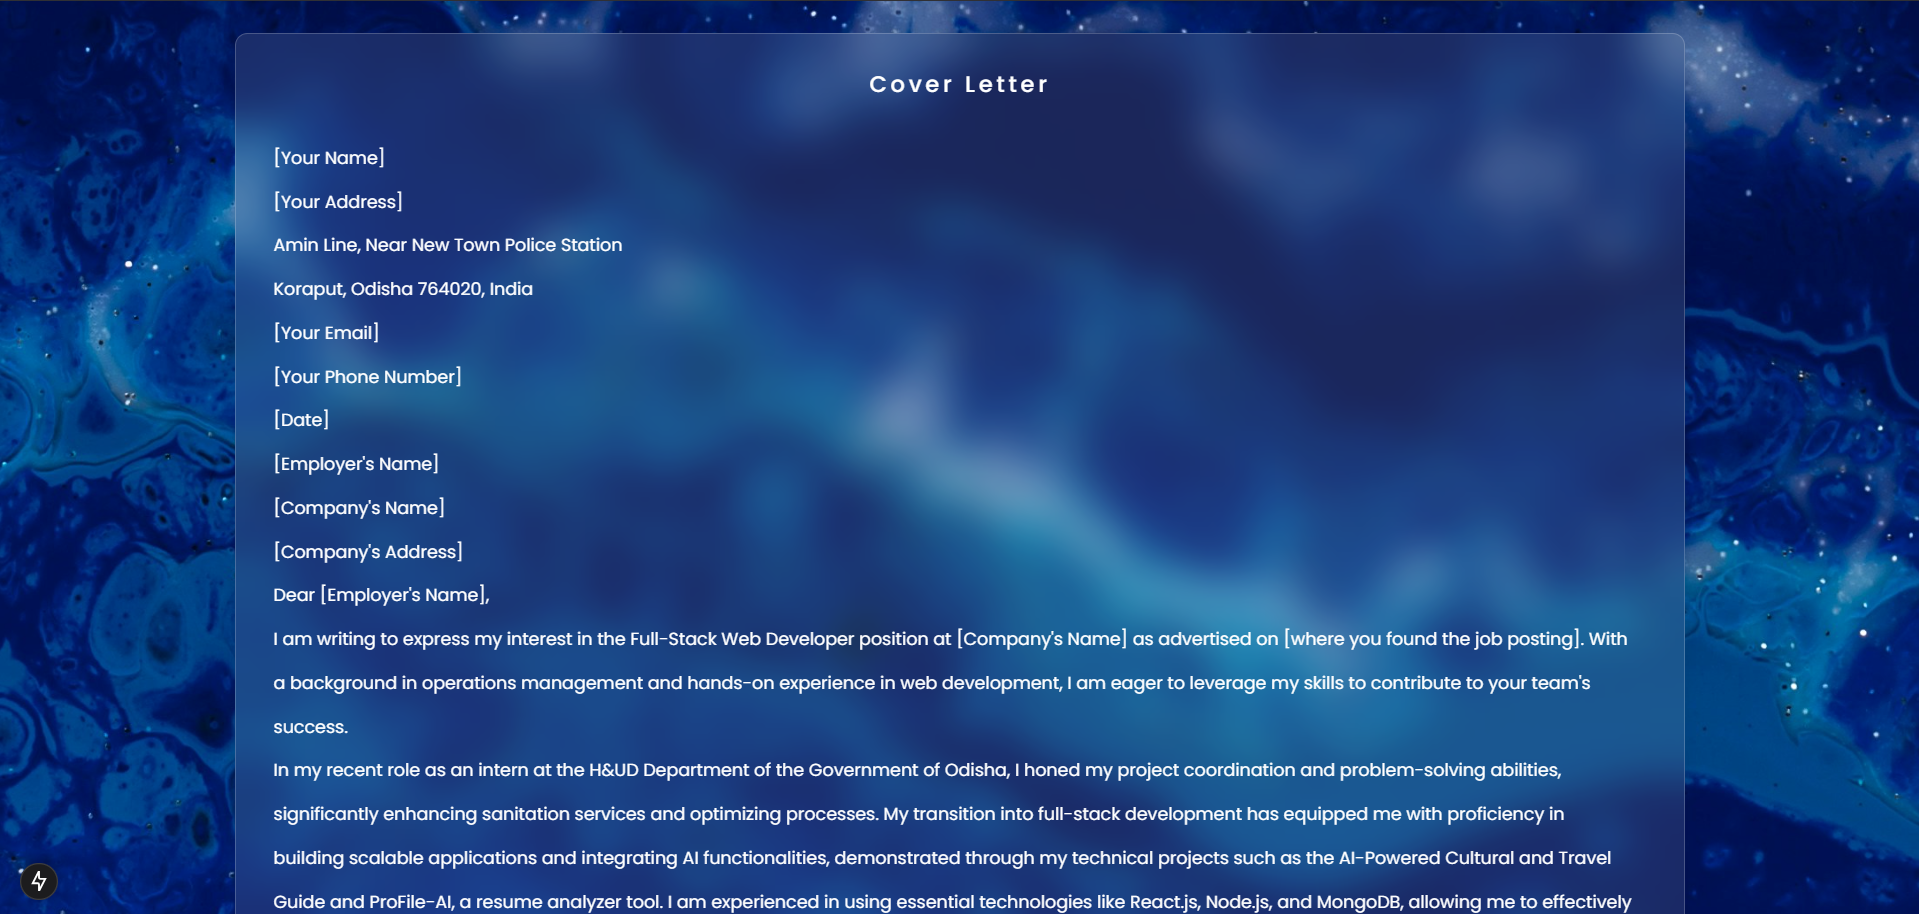 Cover Letter
[Your Name]
[Your Address]
Amin Line, Near New Town Police Station
Koraput, Odisha 764020, India
[Your Email]
[Your Phone Number]
[Date]
[Employer's Name]
[Company's Name]
[Company's Address]
Dear [Employer's Name],
I am writing to express my interest in the Full-Stack Web Developer position at [Company's Name] as advertised on [where you found the job posting]. With
a background in operations management and hands-on experience in web development, I am eager to leverage my skills to contribute to your team's
success.
In my recent role as an intern at the H&UD Department of the Government of Odisha, I honed my project coordination and problem-solving abilities,
significantly enhancing sanitation services and optimizing processes. My transition into full-stack development has equipped me with proficiency in
building scalable applications and integrating AI functionalities, demonstrated through my technical projects such as the AI-Powered Cultural and Travel
Guide and ProFile-AI, a resume analyzer tool. I am experienced in using essential technologies like React.js, Node.js, and MongoDB, allowing me to effectively